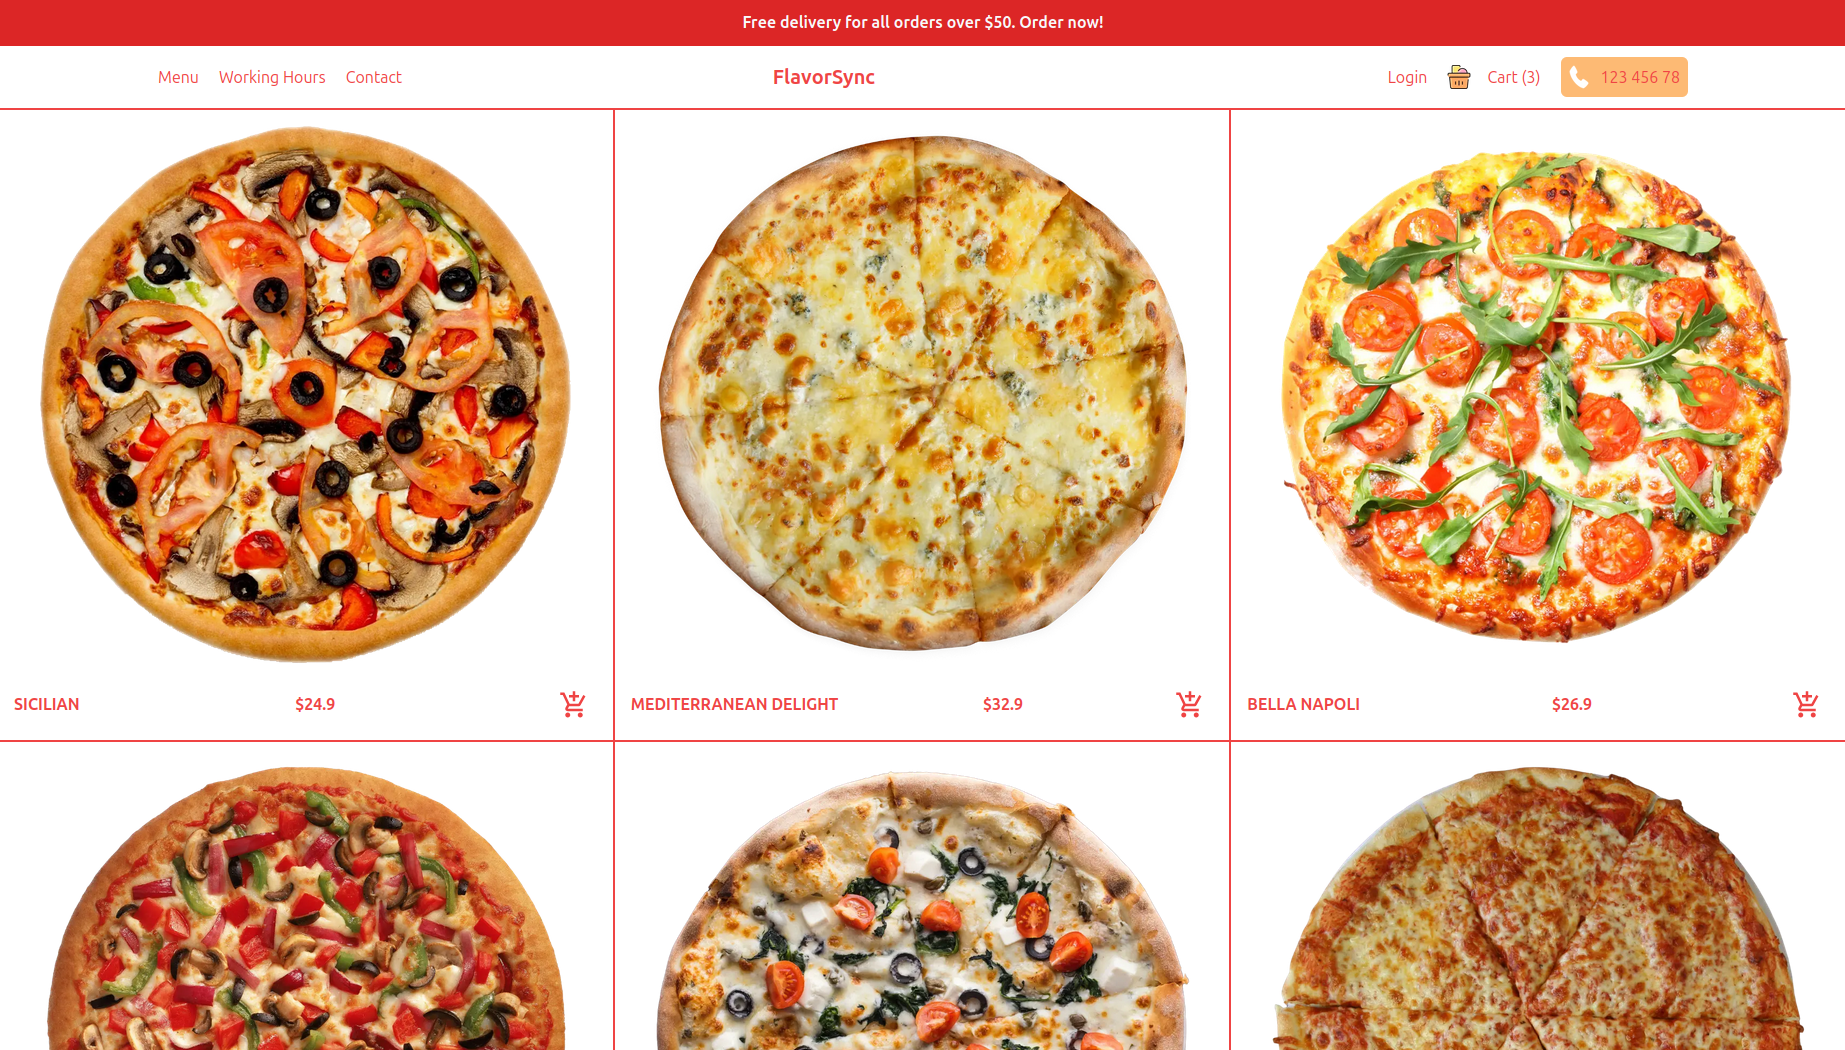 Free delivery for all orders over $50. Order now!
Menu Working Hours Contact FlavorSync Login Cart (3) 123 456 78
SICILIAN $24.9
MEDITERRANEAN DELIGHT $32.9
BELLA NAPOLI $26.9